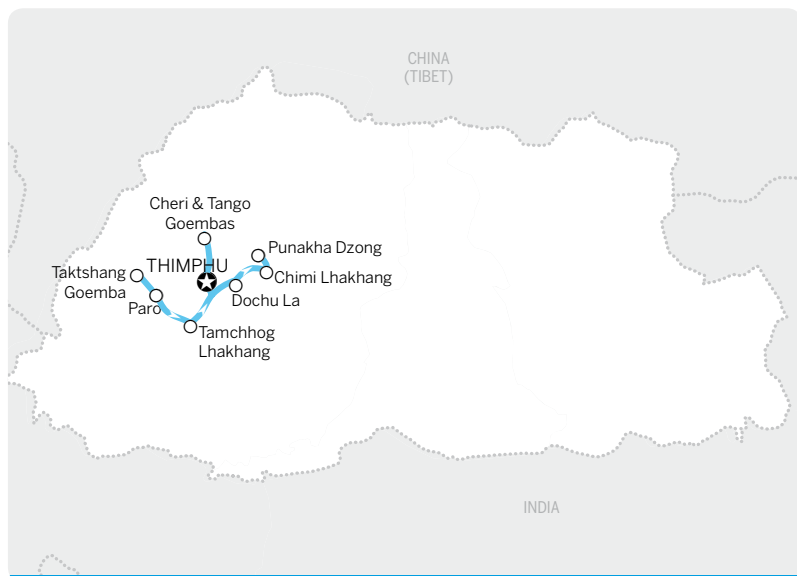 CHINA
(TIBET)
Cheri & Tango
Goembas
Punakha Dzong
THIMPHU
Taktshang
Goemba
Chimi Lhakhang
Dochu La
Paro
Tamchhog
Lhakhang
INDIA